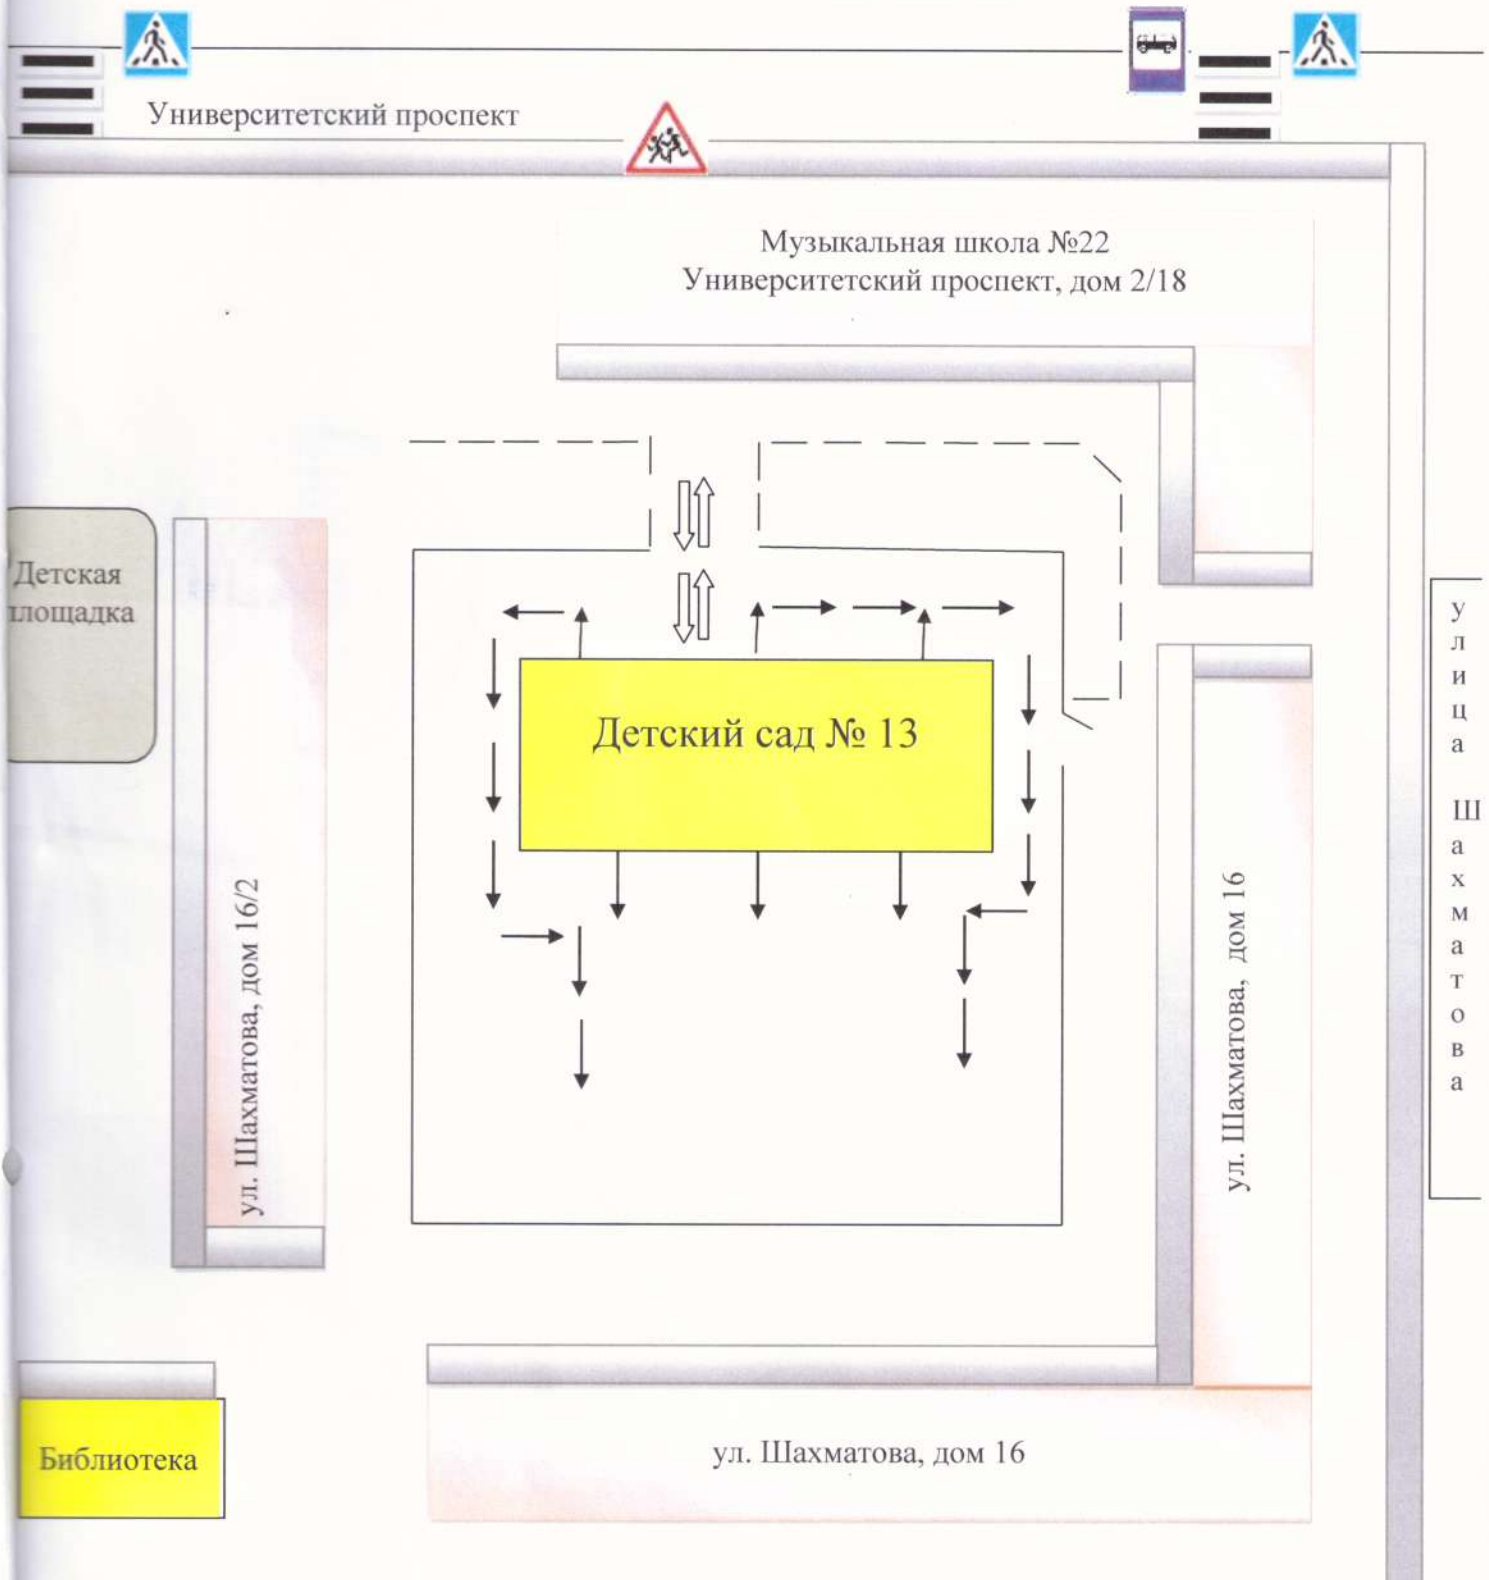 Университетский проспект
Музыкальная школа №22
Университетский проспект, дом 2/18
Детская
площадка
Детский сад № 13
ул. Шахматова, дом 16/2
ул. Шахматова, дом 16
улица Шахматова
Библиотека
ул. Шахматова, дом 16